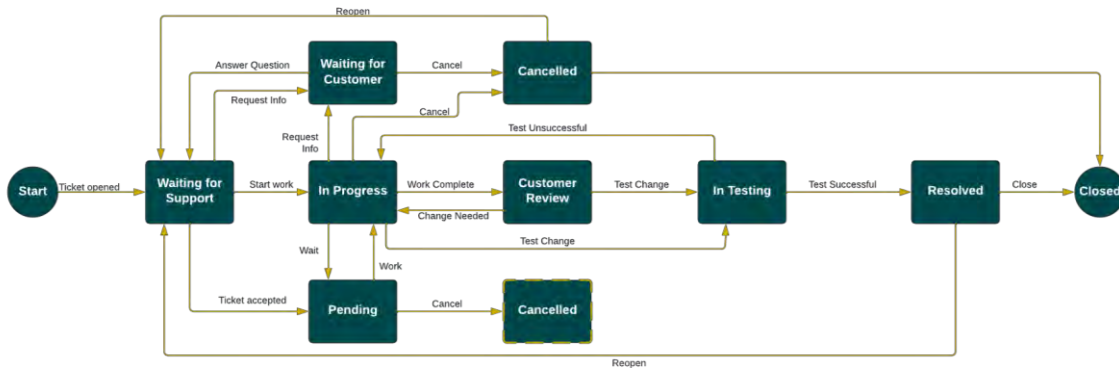 Reopen
Waiting for
Customer
Answer Question
Cancel
Cancelled
Request Info
Cancel
Request
Info
Test Unsuccessful
Start
Ticket opened
Waiting for
Support
Start work
In Progress
Work Complete
Customer
Review
Test Change
In Testing
Test Successful
Resolved
Close
Closed
Change Needed
Test Change
Wait
Work
Ticket accepted
Pending
Cancel
Cancelled
Reopen